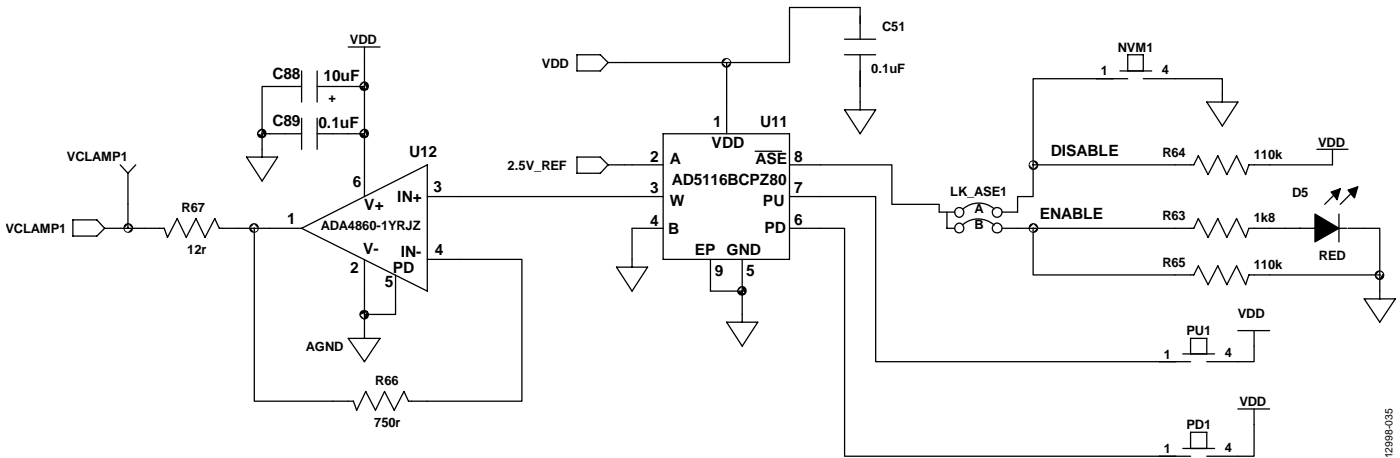 C51
0.1uF
VDD
C88
10uF
+
C89
0.1uF
VDD
1
U11
VDD
NVM1
1
4
VCLAMP1
U12
6
V+
IN+
3
2.5V_REF
2
A
ASE
8
AD5116BCPZ80
3
W
PU
7
4
B
PD
6
EP
GND
9
5
DISABLE
R64
110k
VDD
LK_ASE1
A
B
ENABLE
R63
1k8
D5
RED
R65
110k
VCLAMP1
R67
12r
1
ADA4860-1YRJZ
V-
IN-
4
2
PD
5
AGND
R66
750r
PU1
1
4
VDD
PD1
1
4
VDD
12998-035